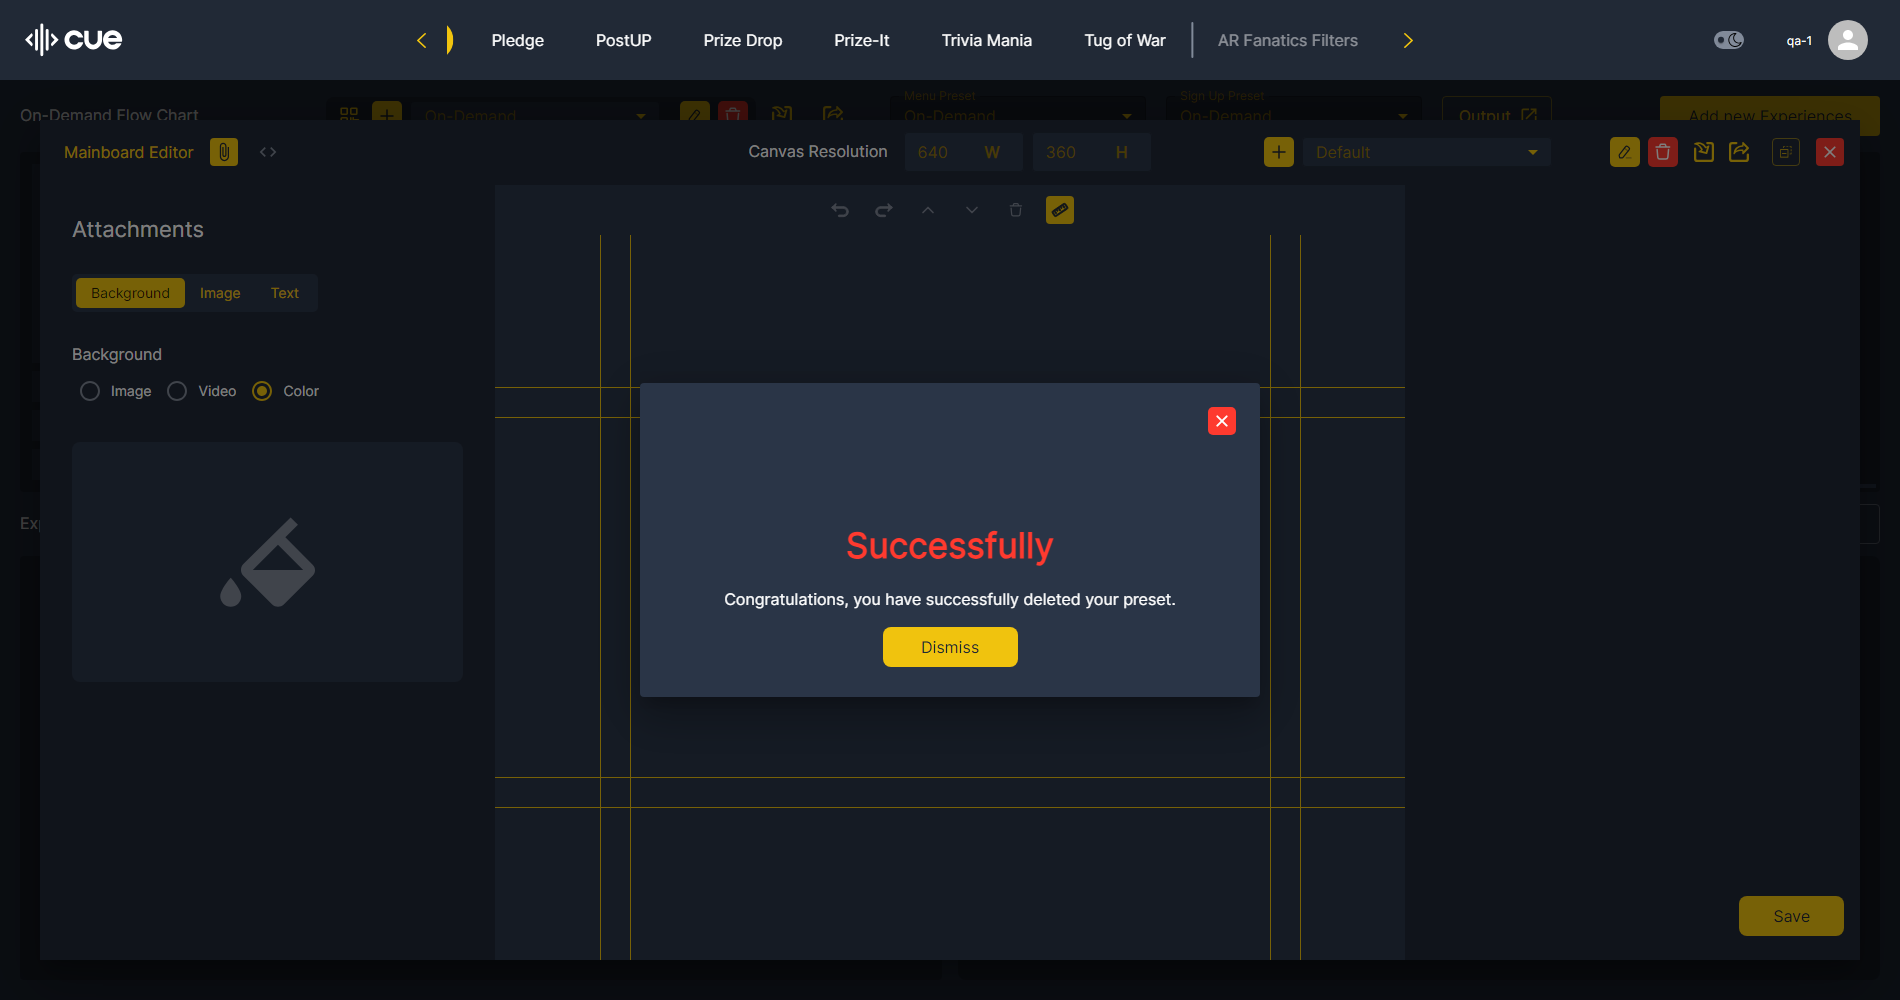 cue
Pledge
PostUP
Prize Drop
Prize-It
Trivia Mania
Tug of War
AR Fanatics Filters
qa-1
On-Demand Flow Chart
On-Demand
Menu Preset
On-Demand
Sign Up Preset
On-Demand
Output
Add new Experiences
Mainboard Editor
Canvas Resolution
640 W
360 H
Default
Attachments
Background
Image
Text
Background
Image
Video
Color
Successfully
Congratulations, you have successfully deleted your preset.
Dismiss
Save